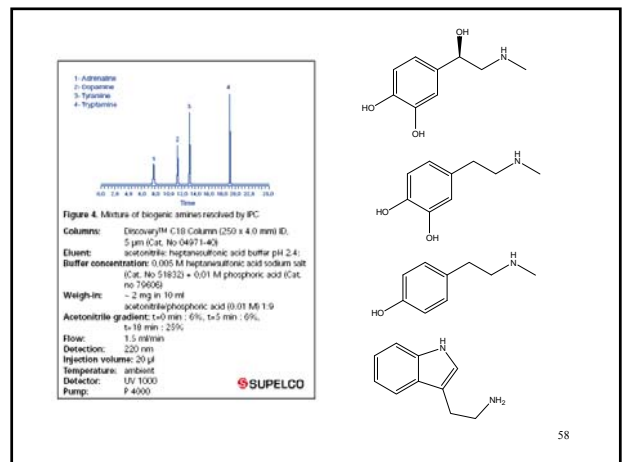 1- Adrenaline
2- Dopamine
3- Tyramine
4- Tryptamine
1
2
3
4
Time
Figure 4. Mixture of biogenic amines resolved by IPC
Columns: Discovery™ C18 Column (250 x 4.0 mm) ID,
5 µm (Cat. No 04971-40)
Eluent: acetonitrile: heptanesulfonic acid buffer pH 2.4:
Buffer concentration: 0,005 M heptanesulfonic acid sodium salt
(Cat. No 51832) + 0,01 M phosphoric acid (Cat.
no 79606)
Weigh-in: ~ 2 mg in 10 ml
acetonitrile/phosphoric acid (0.01 M) 1:9
Acetonitrile gradient: t=0 min : 6%, t=5 min : 6%,
t=18 min : 25%
Flow: 1.5 ml/min
Detection: 220 nm
Injection volume: 20 µl
Temperature: ambient
Detector: UV 1000
Pump: P 4000
SUPELCO
OH
H
N
HO
OH
H
N
HO
OH
H
N
HO
H
N
NH2
58